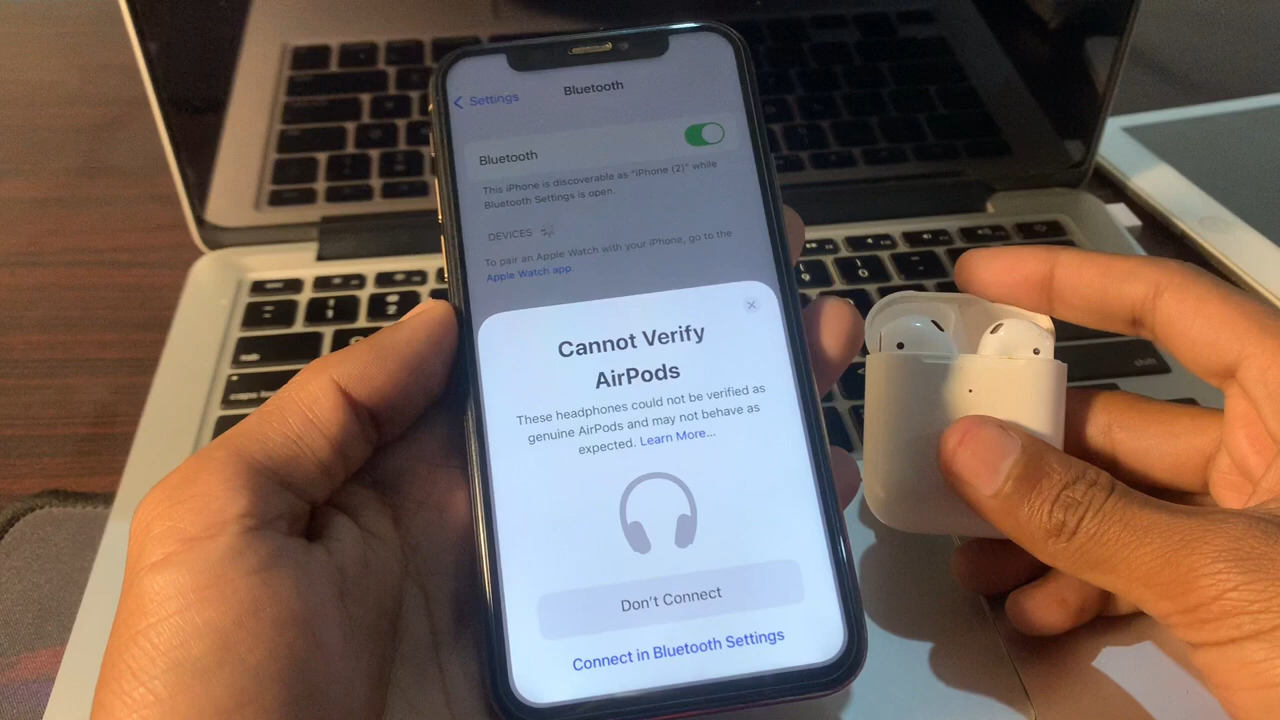 Settings
Bluetooth
Bluetooth
This iPhone is discoverable as "iPhone (2)" while
Bluetooth Settings is open.
DEVICES
To pair an Apple Watch with your iPhone, go to the
Apple Watch app
Cannot Verify
AirPods
These headphones could not be verified as
genuine AirPods and may not behave as
expected. Learn More...
Don't Connect
Connect in Bluetooth Settings
tab
shift